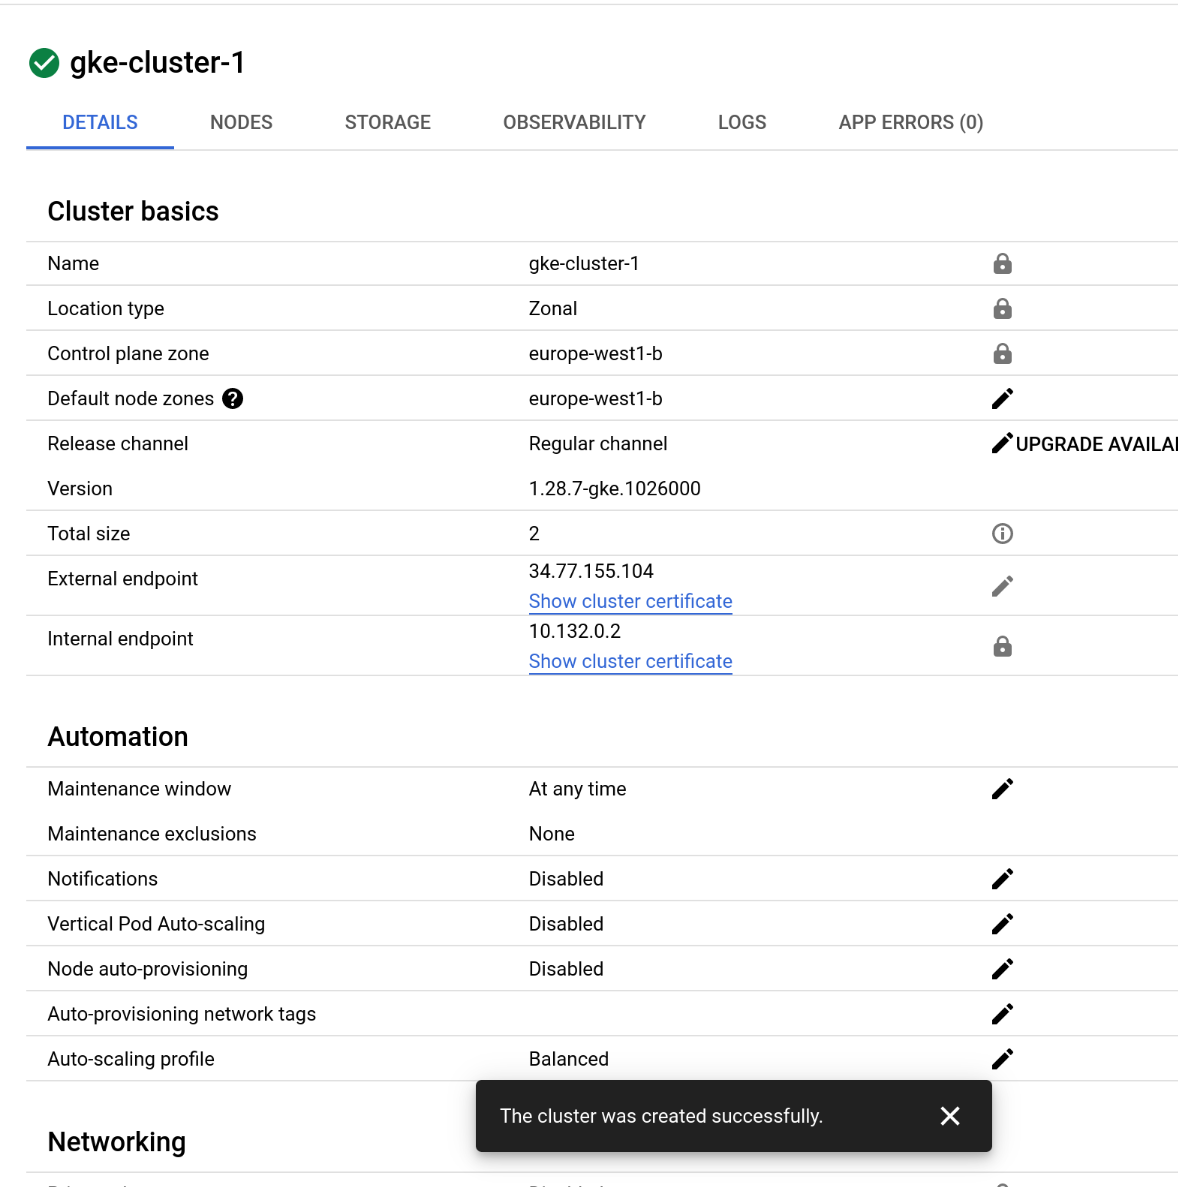 gke-cluster-1
DETAILS NODES STORAGE OBSERVABILITY LOGS APP ERRORS (0)
Cluster basics
Name gke-cluster-1
Location type Zonal
Control plane zone europe-west1-b
Default node zones europe-west1-b
Release channel Regular channel UPGRADE AVAILA
Version 1.28.7-gke.1026000
Total size 2
External endpoint 34.77.155.104
Show cluster certificate
Internal endpoint 10.132.0.2
Show cluster certificate
Automation
Maintenance window At any time
Maintenance exclusions None
Notifications Disabled
Vertical Pod Auto-scaling Disabled
Node auto-provisioning Disabled
Auto-provisioning network tags
Auto-scaling profile Balanced
The cluster was created successfully.
Networking